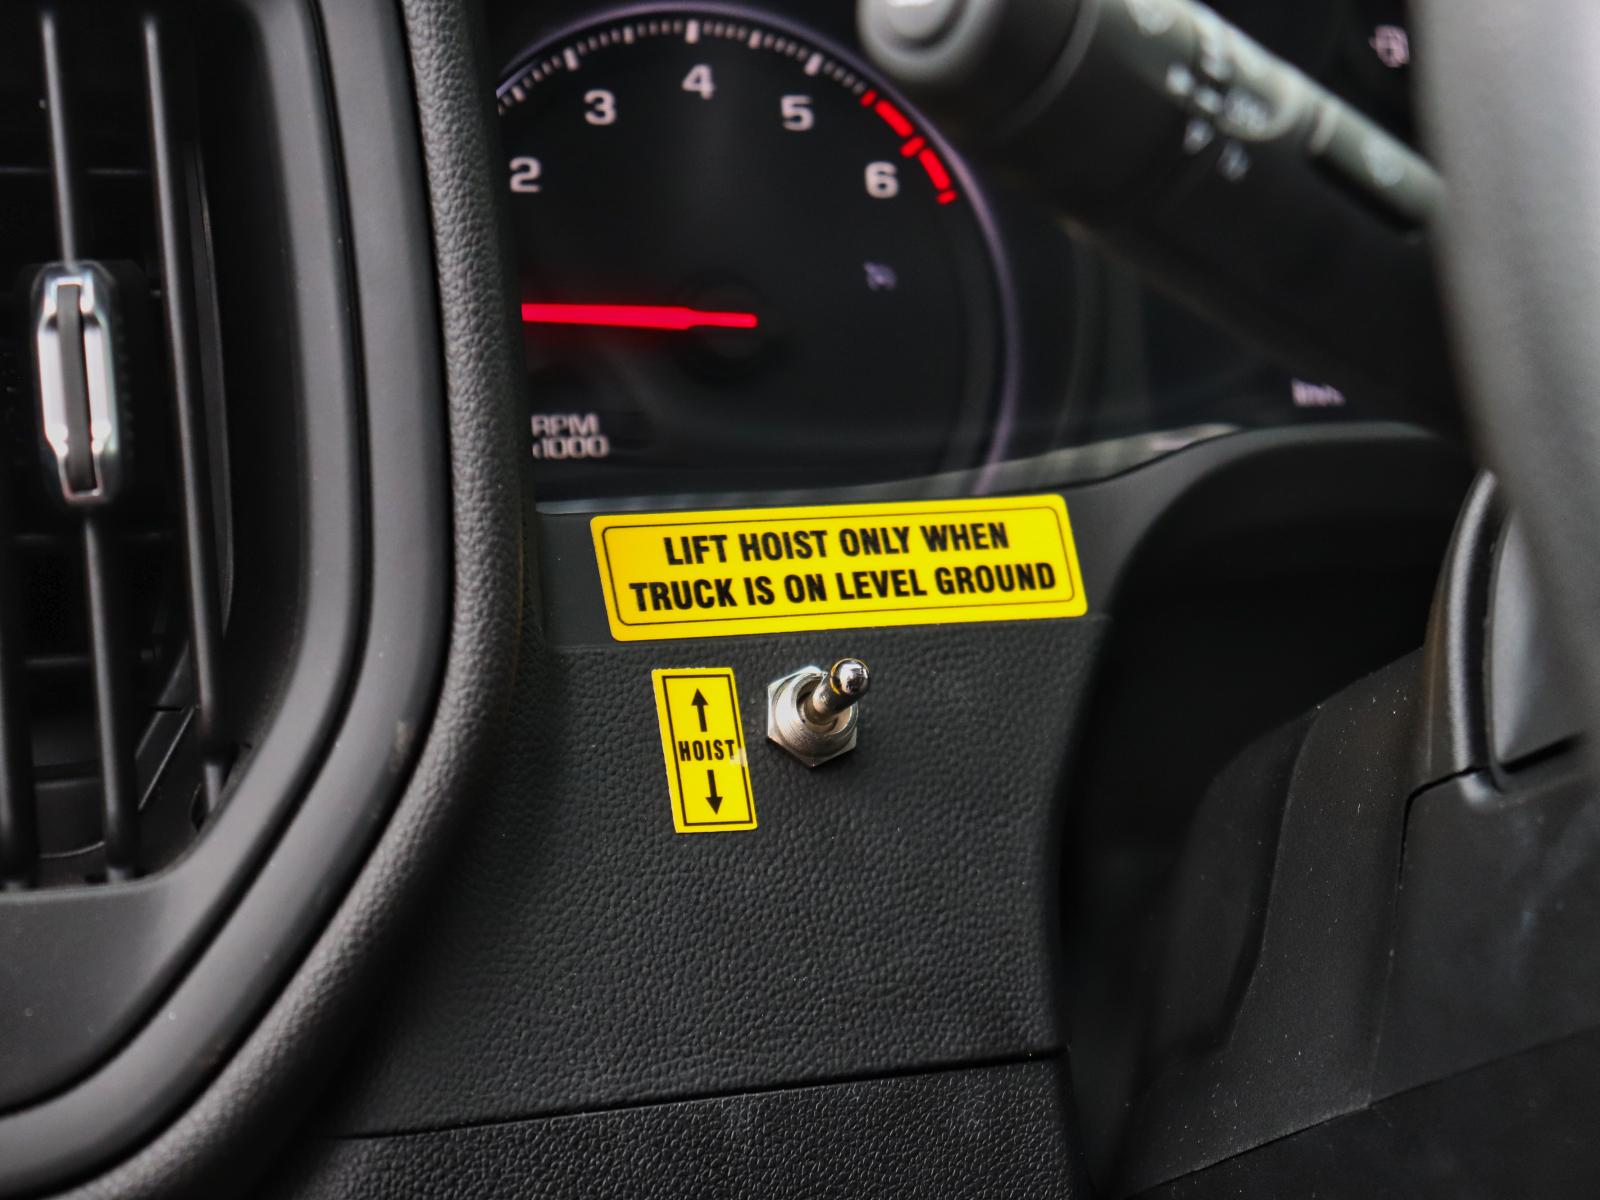 3 4 5
2 6
RPM
x1000
LIFT HOIST ONLY WHEN
TRUCK IS ON LEVEL GROUND
HOIST